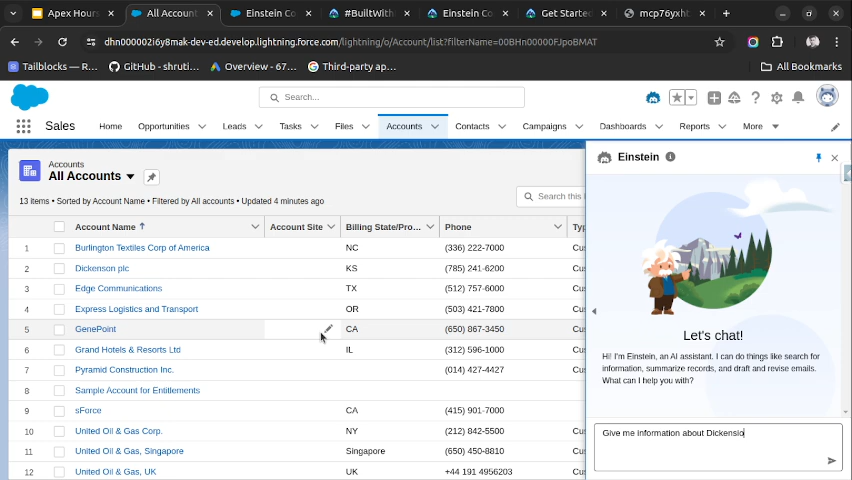 Apex Hours
All Account
Einstein Co
#BuiltWith
Einstein Co
Get Started
mcp76yxht
dhn000002i6y8mak-dev-ed.develop.lightning.force.com/lightning/o/Account/list?filterName=00BHn00000FJpoBMAT
Tailblocks — R...
GitHub - shruti...
Overview - 67...
Third-party ap...
All Bookmarks
Search...
Sales
Home
Opportunities
Leads
Tasks
Files
Accounts
Contacts
Campaigns
Dashboards
Reports
More
Accounts
All Accounts
13 items • Sorted by Account Name • Filtered by All accounts • Updated 4 minutes ago
Search this
Account Name
Account Site
Billing State/Pro...
Phone
Ty
1 Burlington Textiles Corp of America NC (336) 222-7000 Cus
2 Dickenson plc KS (785) 241-6200 Cus
3 Edge Communications TX (512) 757-6000 Cus
4 Express Logistics and Transport OR (503) 421-7800 Cus
5 GenePoint CA (650) 867-3450 Cus
6 Grand Hotels & Resorts Ltd IL (312) 596-1000 Cus
7 Pyramid Construction Inc. (014) 427-4427 Cus
8 Sample Account for Entitlements
9 sForce CA (415) 901-7000
10 United Oil & Gas Corp. NY (212) 842-5500 Cus
11 United Oil & Gas, Singapore Singapore (650) 450-8810 Cus
12 United Oil & Gas, UK UK +44 191 4956203 Cus
Einstein
Let's chat!
Hi! I'm Einstein, an AI assistant. I can do things like search for
information, summarize records, and draft and revise emails.
What can I help you with?
Give me information about Dickensio